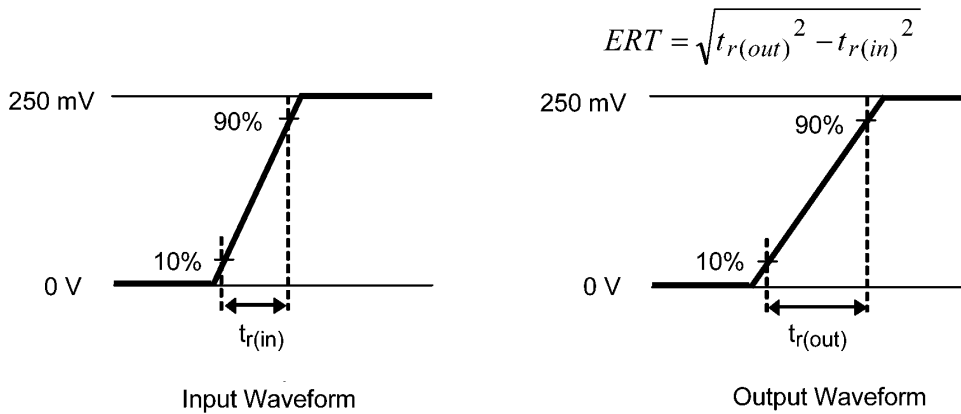 ERT = √(t_r(out)² − t_r(in)²)
250 mV
90%
10%
0 V
t_r(in)
Input Waveform
250 mV
90%
10%
0 V
t_r(out)
Output Waveform